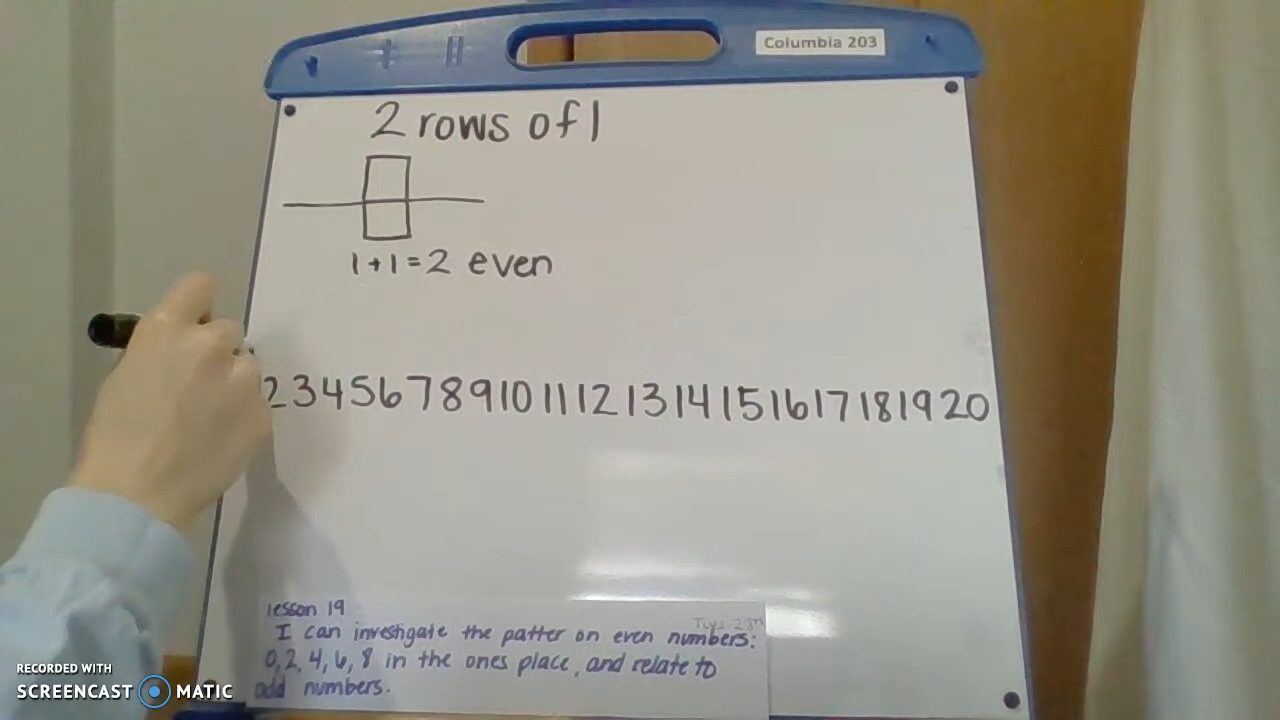 Columbia 203
2 rows of 1
1 + 1 = 2 even
2 3 4 5 6 7 8 9 10 11 12 13 14 15 16 17 18 19 20
lesson 19
I can investigate the patter on even numbers:
0, 2, 4, 6, 8 in the ones place, and relate to
odd numbers.
RECORDED WITH
SCREENCAST MATIC